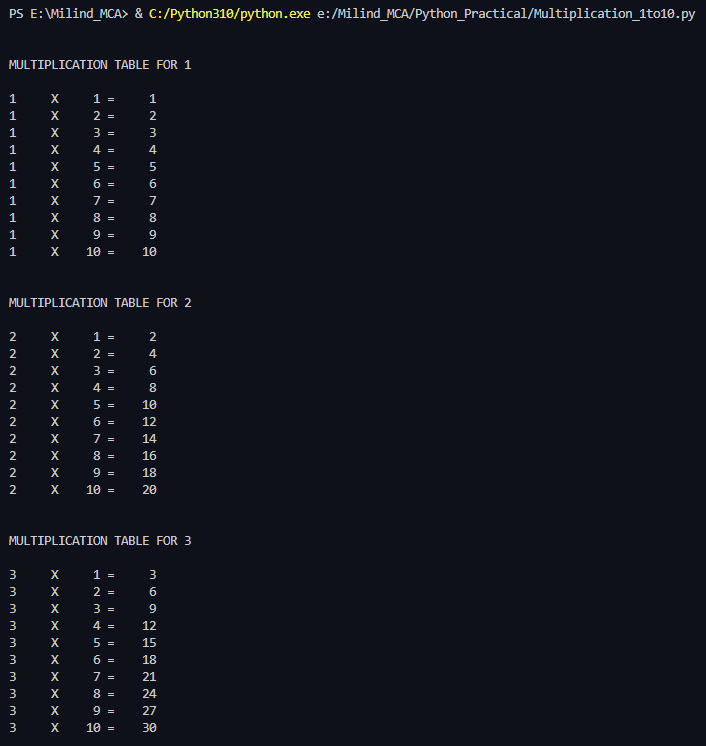 PS E:\Milind_MCA> & C:/Python310/python.exe e:/Milind_MCA/Python_Practical/Multiplication_1to10.py
MULTIPLICATION TABLE FOR 1
1     X     1 =     1
1     X     2 =     2
1     X     3 =     3
1     X     4 =     4
1     X     5 =     5
1     X     6 =     6
1     X     7 =     7
1     X     8 =     8
1     X     9 =     9
1     X    10 =    10
MULTIPLICATION TABLE FOR 2
2     X     1 =     2
2     X     2 =     4
2     X     3 =     6
2     X     4 =     8
2     X     5 =    10
2     X     6 =    12
2     X     7 =    14
2     X     8 =    16
2     X     9 =    18
2     X    10 =    20
MULTIPLICATION TABLE FOR 3
3     X     1 =     3
3     X     2 =     6
3     X     3 =     9
3     X     4 =    12
3     X     5 =    15
3     X     6 =    18
3     X     7 =    21
3     X     8 =    24
3     X     9 =    27
3     X    10 =    30